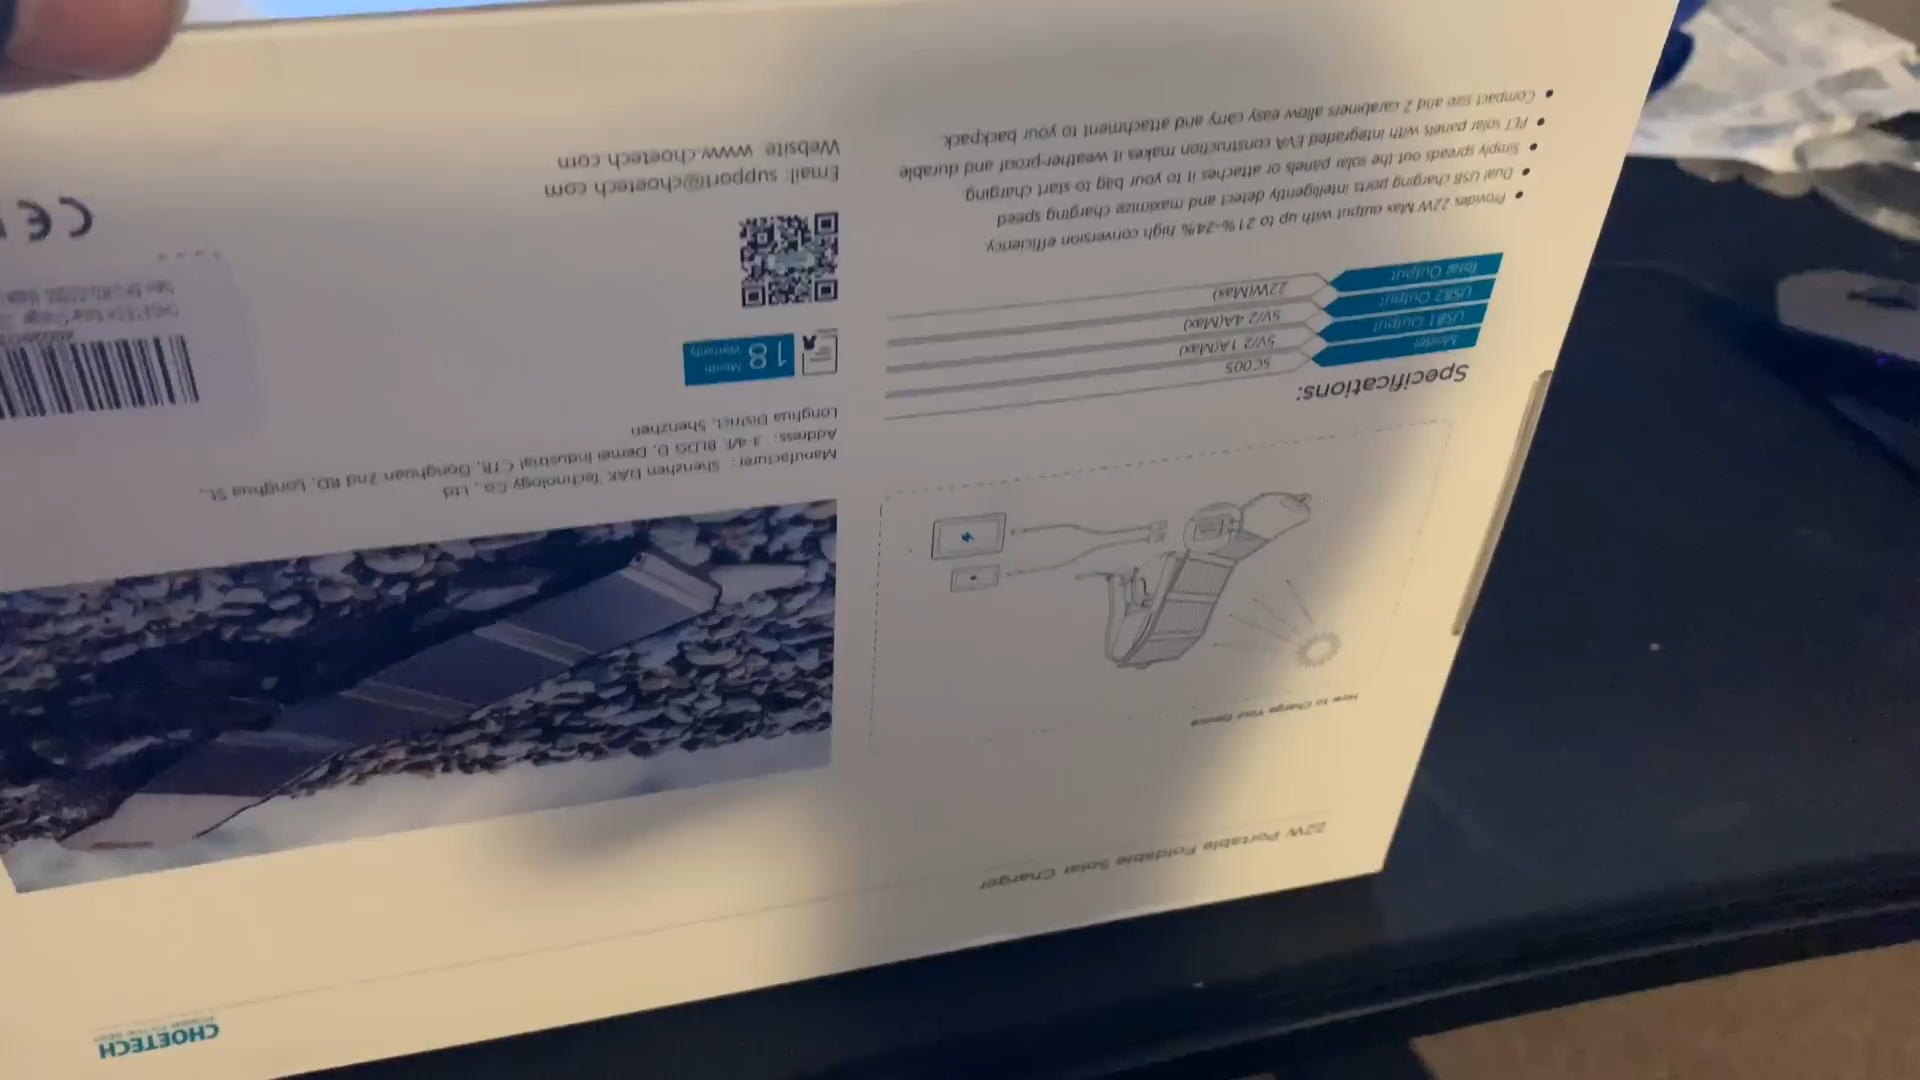 CHOETECH
22W Portable Foldable Solar Charger
How to Charge Your Device
Specifications:
Model SC005
USB1 Output 5V/2.1A(Max)
USB2 Output 5V/2.4A(Max)
Total Output 22W(Max)
• Provides 22W Max output with up to 21%-24% high conversion efficiency.
• Dual USB charging ports intelligently detect and maximize charging speed
• Simply spreads out the solar panels or attaches it to your bag to start charging.
• PET solar panels with integrated EVA construction makes it weather-proof and durable
• Compact size and 2 carabiners allow easy carry and attachment to your backpack.
Manufacturer: Shenzhen DAK Technology Co., Ltd
Address: 3-4/F, BLDG D, Demei Industrial CTR, Donghuan 2nd RD, Longhua St.,
Longhua District, Shenzhen
18 Month Warranty
Email: support@choetech.com
Website: www.choetech.com
CE